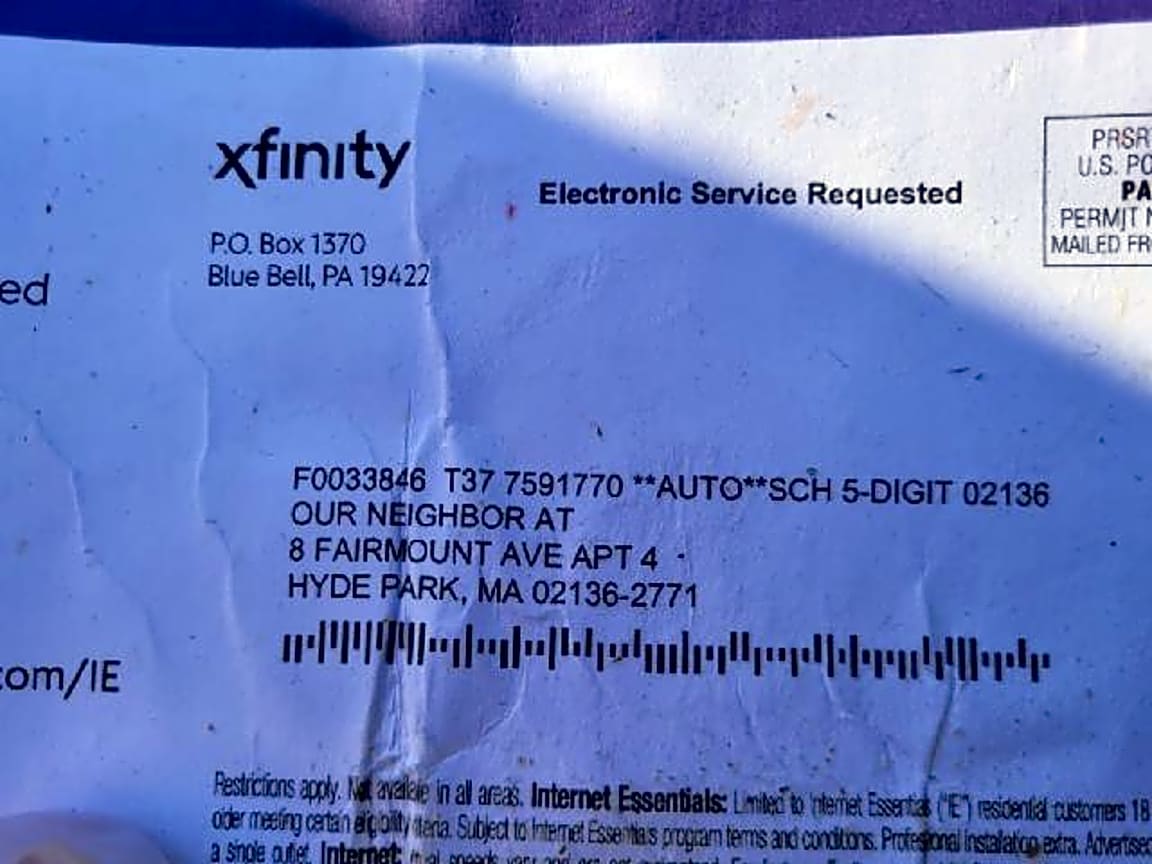 xfinity
Electronic Service Requested
PRSR
U.S. PO
PA
PERMIT N
MAILED FR
P.O. Box 1370
Blue Bell, PA 19422
ed
F0033846 T37 7591770 **AUTO**SCH 5-DIGIT 02136
OUR NEIGHBOR AT
8 FAIRMOUNT AVE APT 4
HYDE PARK, MA 02136-2771
com/IE
Restrictions apply. Not available in all areas. Internet Essentials: Limited to Internet Essentials ("IE") residential customers 18
older meeting certain eligibility criteria. Subject to Internet Essentials program terms and conditions. Professional installation extra. Advertised
a single outlet. Internet: